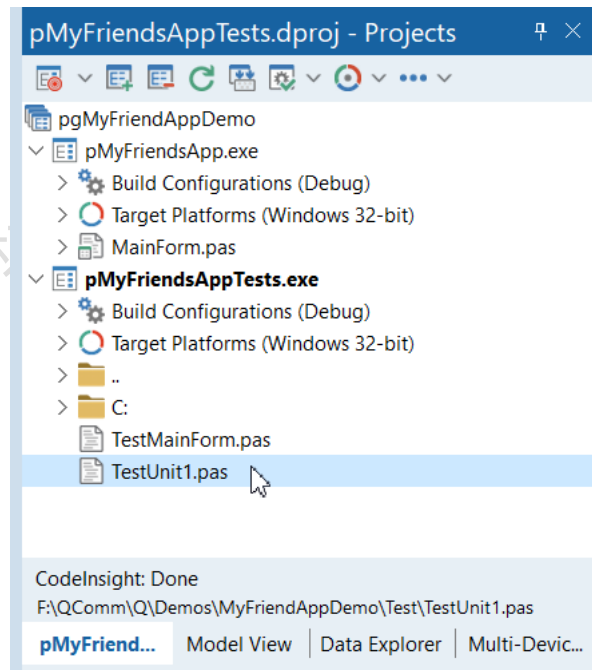 pMyFriendsAppTests.dproj - Projects
pgMyFriendAppDemo
pMyFriendsApp.exe
Build Configurations (Debug)
Target Platforms (Windows 32-bit)
MainForm.pas
pMyFriendsAppTests.exe
Build Configurations (Debug)
Target Platforms (Windows 32-bit)
..
C:
TestMainForm.pas
TestUnit1.pas
CodeInsight: Done
F:\QComm\Q\Demos\MyFriendAppDemo\Test\TestUnit1.pas
pMyFriend... Model View Data Explorer Multi-Devic...